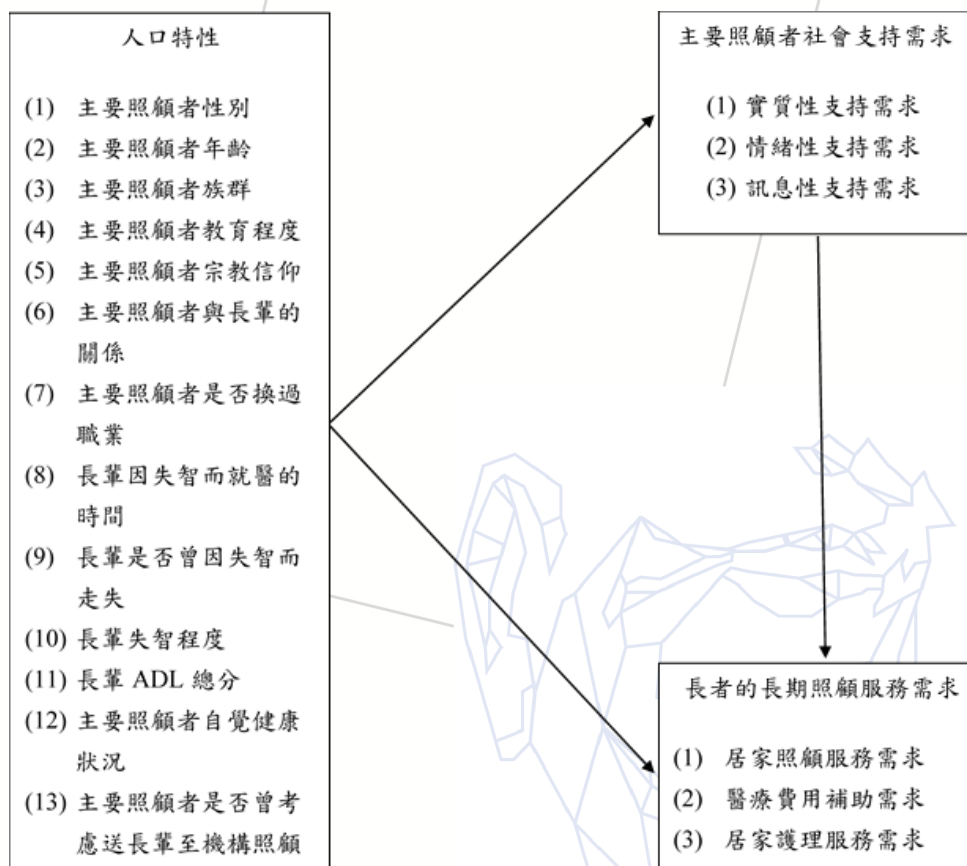 人口特性
(1) 主要照顧者性別
(2) 主要照顧者年齡
(3) 主要照顧者族群
(4) 主要照顧者教育程度
(5) 主要照顧者宗教信仰
(6) 主要照顧者與長輩的
關係
(7) 主要照顧者是否換過
職業
(8) 長輩因失智而就醫的
時間
(9) 長輩是否曾因失智而
走失
(10) 長輩失智程度
(11) 長輩 ADL 總分
(12) 主要照顧者自覺健康
狀況
(13) 主要照顧者是否曾考
慮送長輩至機構照顧
主要照顧者社會支持需求
(1) 實質性支持需求
(2) 情緒性支持需求
(3) 訊息性支持需求
長者的長期照顧服務需求
(1) 居家照顧服務需求
(2) 醫療費用補助需求
(3) 居家護理服務需求